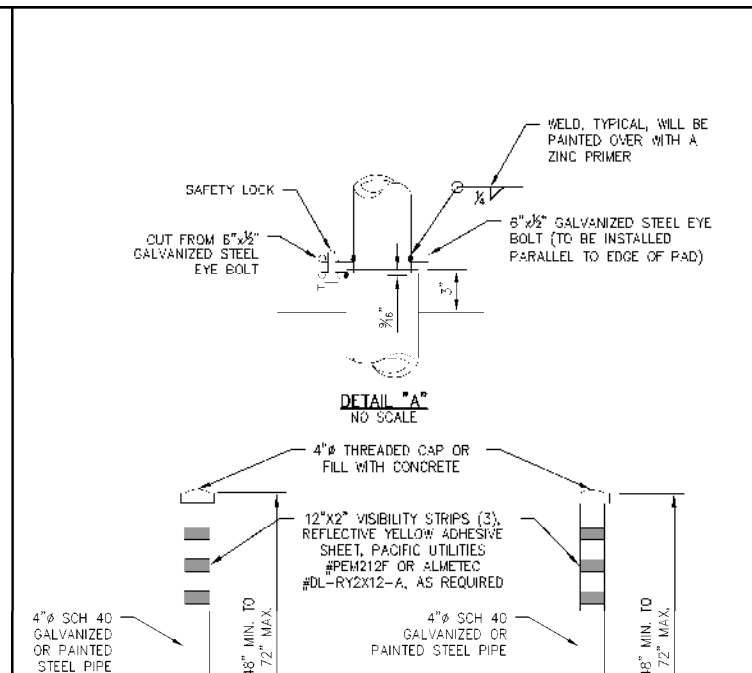 WELD, TYPICAL, WILL BE
PAINTED OVER WITH A
ZINC PRIMER
SAFETY LOCK
1/4
CUT FROM 6"x½"
GALVANIZED STEEL
EYE BOLT
6"x½" GALVANIZED STEEL EYE
BOLT (TO BE INSTALLED
PARALLEL TO EDGE OF PAD)
3"
9/16"
DETAIL "A"
NO SCALE
4"ø THREADED CAP OR
FILL WITH CONCRETE
12"X2" VISIBILITY STRIPS (3),
REFLECTIVE YELLOW ADHESIVE
SHEET, PACIFIC UTILITIES
#PEM212F OR ALMETEC
#DL-RY2X12-A, AS REQUIRED
4"ø SCH 40
GALVANIZED
OR PAINTED
STEEL PIPE
48" MIN. TO
72" MAX.
4"ø SCH 40
GALVANIZED OR
PAINTED STEEL PIPE
48" MIN. TO
72" MAX.